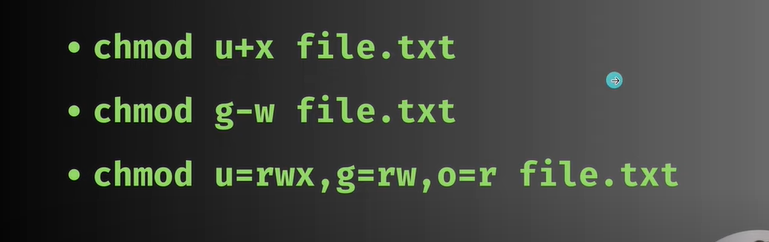 • chmod u+x file.txt
• chmod g-w file.txt
• chmod u=rwx,g=rw,o=r file.txt